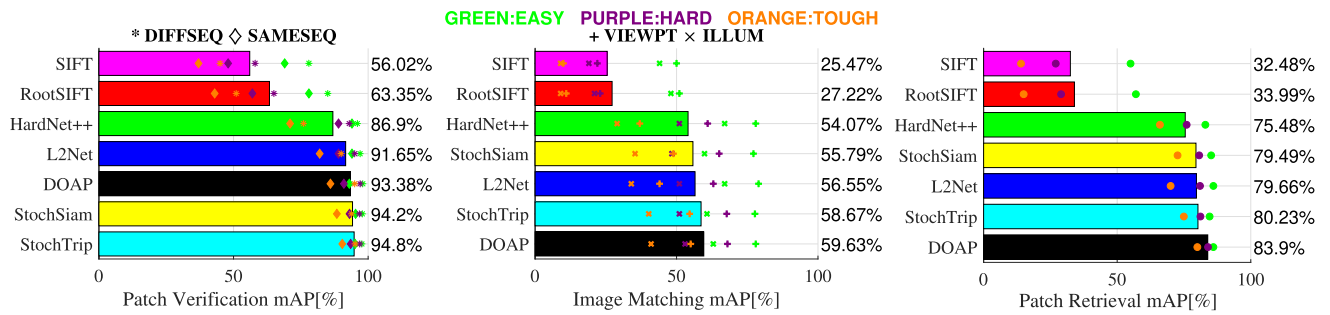 GREEN:EASY PURPLE:HARD ORANGE:TOUGH
* DIFFSEQ ◇ SAMESEQ
SIFT 56.02%
RootSIFT 63.35%
HardNet++ 86.9%
L2Net 91.65%
DOAP 93.38%
StochSiam 94.2%
StochTrip 94.8%
0 50 100
Patch Verification mAP[%]
+ VIEWPT × ILLUM
SIFT 25.47%
RootSIFT 27.22%
HardNet++ 54.07%
StochSiam 55.79%
L2Net 56.55%
StochTrip 58.67%
DOAP 59.63%
0 50 100
Image Matching mAP[%]
SIFT 32.48%
RootSIFT 33.99%
HardNet++ 75.48%
StochSiam 79.49%
L2Net 79.66%
StochTrip 80.23%
DOAP 83.9%
0 50 100
Patch Retrieval mAP[%]